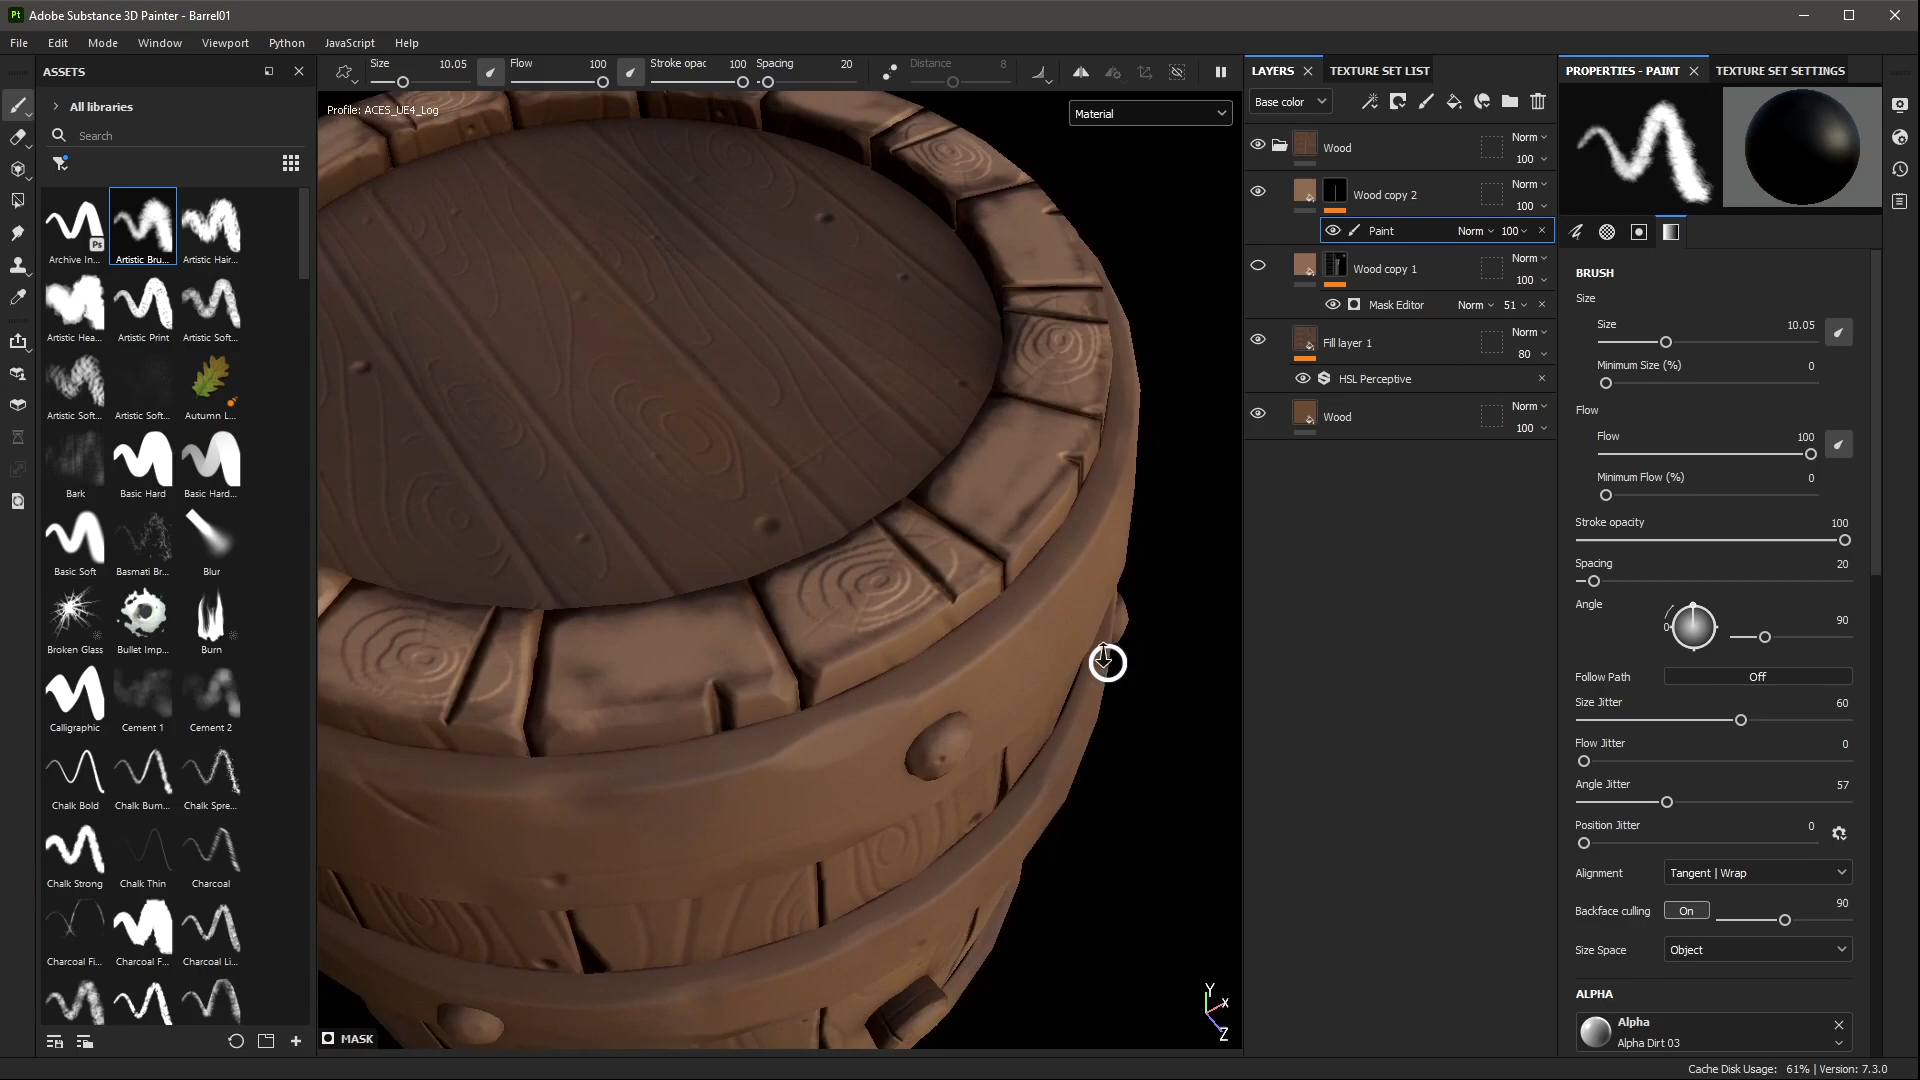 Pt Adobe Substance 3D Painter - Barrel01
File Edit Mode Window Viewport Python JavaScript Help
ASSETS
All libraries
Search
Ps
Archive In... Artistic Bru... Artistic Hair...
Artistic Hea... Artistic Print Artistic Soft...
Artistic Soft... Artistic Soft... Autumn L...
Bark Basic Hard Basic Hard...
Basic Soft Basmati Br... Blur
Broken Glass Bullet Imp... Burn
Calligraphic Cement 1 Cement 2
Chalk Bold Chalk Bum... Chalk Spre...
Chalk Strong Chalk Thin Charcoal
Charcoal Fi... Charcoal F... Charcoal Li...
Size 10.05 Flow 100 Stroke opac 100 Spacing 20 Distance 8
Profile: ACES_UE4_Log
Material
Y
X
Z
MASK
LAYERS TEXTURE SET LIST
Base color
Wood Norm 100
Wood copy 2 Norm 100
Paint Norm 100
Wood copy 1 Norm 100
Mask Editor Norm 51
Fill layer 1 Norm 80
HSL Perceptive
Wood Norm 100
PROPERTIES - PAINT TEXTURE SET SETTINGS
BRUSH
Size
Size 10.05
Minimum Size (%) 0
Flow
Flow 100
Minimum Flow (%) 0
Stroke opacity 100
Spacing 20
Angle 0 90
Follow Path Off
Size Jitter 60
Flow Jitter 0
Angle Jitter 57
Position Jitter 0
Alignment Tangent | Wrap
Backface culling On 90
Size Space Object
ALPHA
Alpha
Alpha Dirt 03
Cache Disk Usage: 61% | Version: 7.3.0